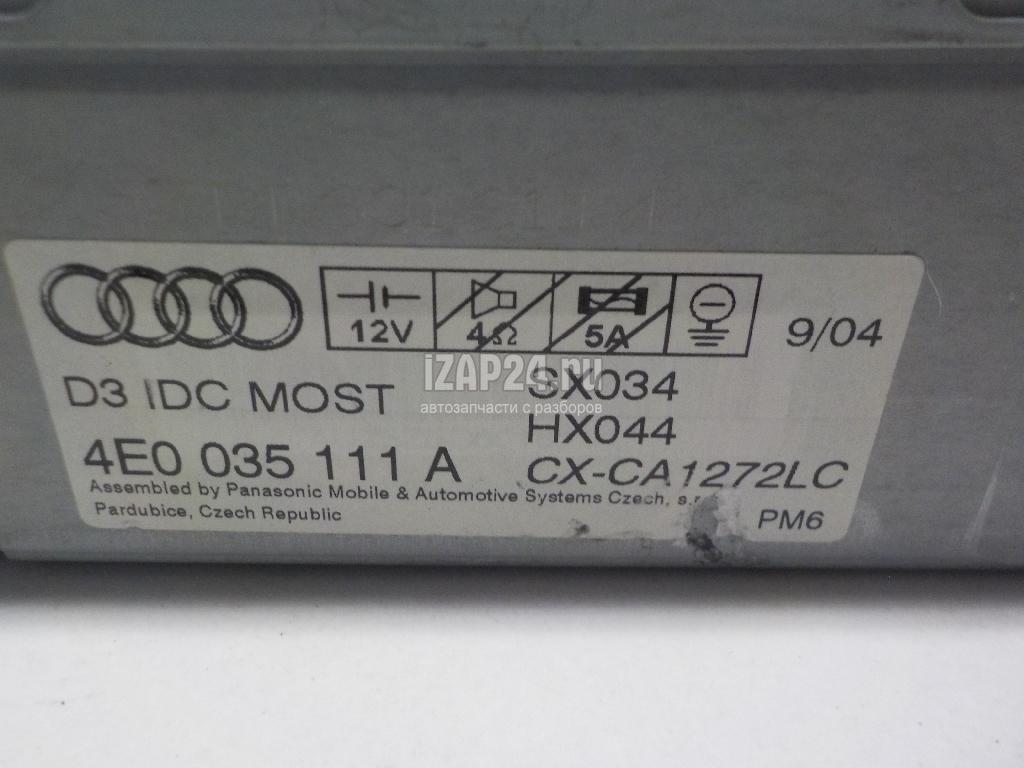 12V 4Ω 5A 9/04
D3 IDC MOST SX034
HX044
4E0 035 111 A CX-CA1272LC
Assembled by Panasonic Mobile & Automotive Systems Czech,
Pardubice, Czech Republic PM6
iZAP24.ru
автозапчасти с разборов